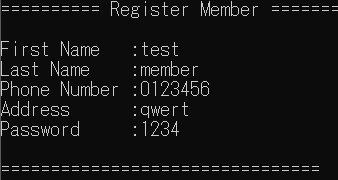 ========== Register Member =======
First Name   :test
Last Name    :member
Phone Number :0123456
Address      :qwert
Password     :1234
================================